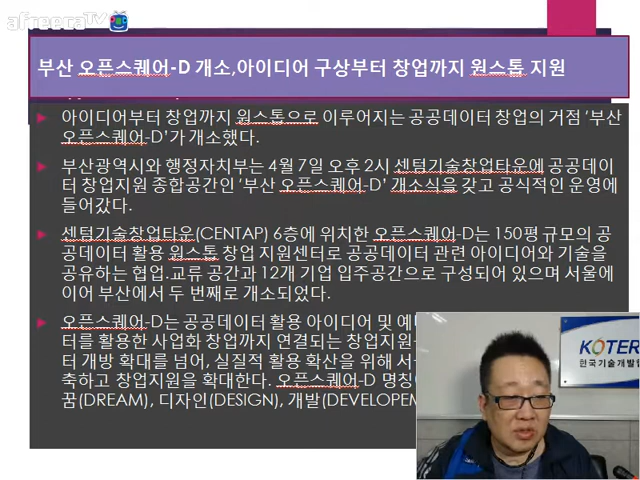 afreecaTV
부산 오픈스퀘어-D 개소,아이디어 구상부터 창업까지 원스톱 지원
아이디어부터 창업까지 원스톱으로 이루어지는 공공데이터 창업의 거점 '부산
오픈스퀘어-D'가 개소했다.
부산광역시와 행정자치부는 4월 7일 오후 2시 센텀기술창업타운에 공공데이
터 창업지원 종합공간인 '부산 오픈스퀘어-D' 개소식을 갖고 공식적인 운영에
들어갔다.
센텀기술창업타운(CENTAP) 6층에 위치한 오픈스퀘어-D는 150평 규모의 공
공데이터 활용 원스톱 창업 지원센터로 공공데이터 관련 아이디어와 기술을
공유하는 협업.교류 공간과 12개 기업 입주공간으로 구성되어 있으며 서울에
이어 부산에서 두 번째로 개소되었다.
오픈스퀘어-D는 공공데이터 활용 아이디어 및 예비
터를 활용한 사업화 창업까지 연결되는 창업지원
터 개방 확대를 넘어, 실질적 활용 확산을 위해 서
축하고 창업지원을 확대한다. 오픈스퀘어-D 명칭
꿈(DREAM), 디자인(DESIGN), 개발(DEVELOPEM
KOTER
한국기술개발